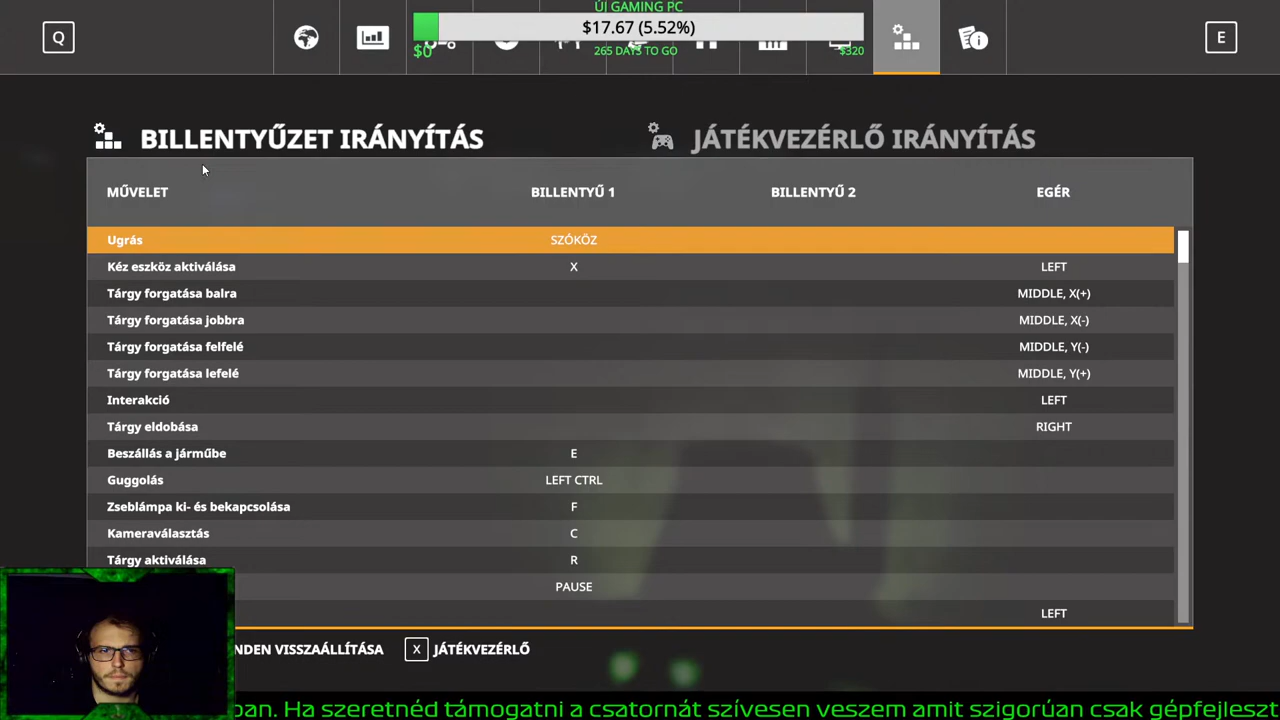 ÚJ GAMING PC
$17.67 (5.52%)
$0
265 DAYS TO GO
$320
Q
E
BILLENTYŰZET IRÁNYÍTÁS
JÁTÉKVEZÉRLŐ IRÁNYÍTÁS
MŰVELET BILLENTYŰ 1 BILLENTYŰ 2 EGÉR
Ugrás SZÓKÖZ
Kéz eszköz aktiválása X LEFT
Tárgy forgatása balra MIDDLE, X(+)
Tárgy forgatása jobbra MIDDLE, X(-)
Tárgy forgatása felfelé MIDDLE, Y(-)
Tárgy forgatása lefelé MIDDLE, Y(+)
Interakció LEFT
Tárgy eldobása RIGHT
Beszállás a járműbe E
Guggolás LEFT CTRL
Zseblámpa ki- és bekapcsolása F
Kameraválasztás C
Tárgy aktiválása R
PAUSE
LEFT
NDEN VISSZAÁLLÍTÁSA X JÁTÉKVEZÉRLŐ
ban. Ha szeretnéd támogatni a csatornát szívesen veszem amit szigorúan csak gépfejleszt